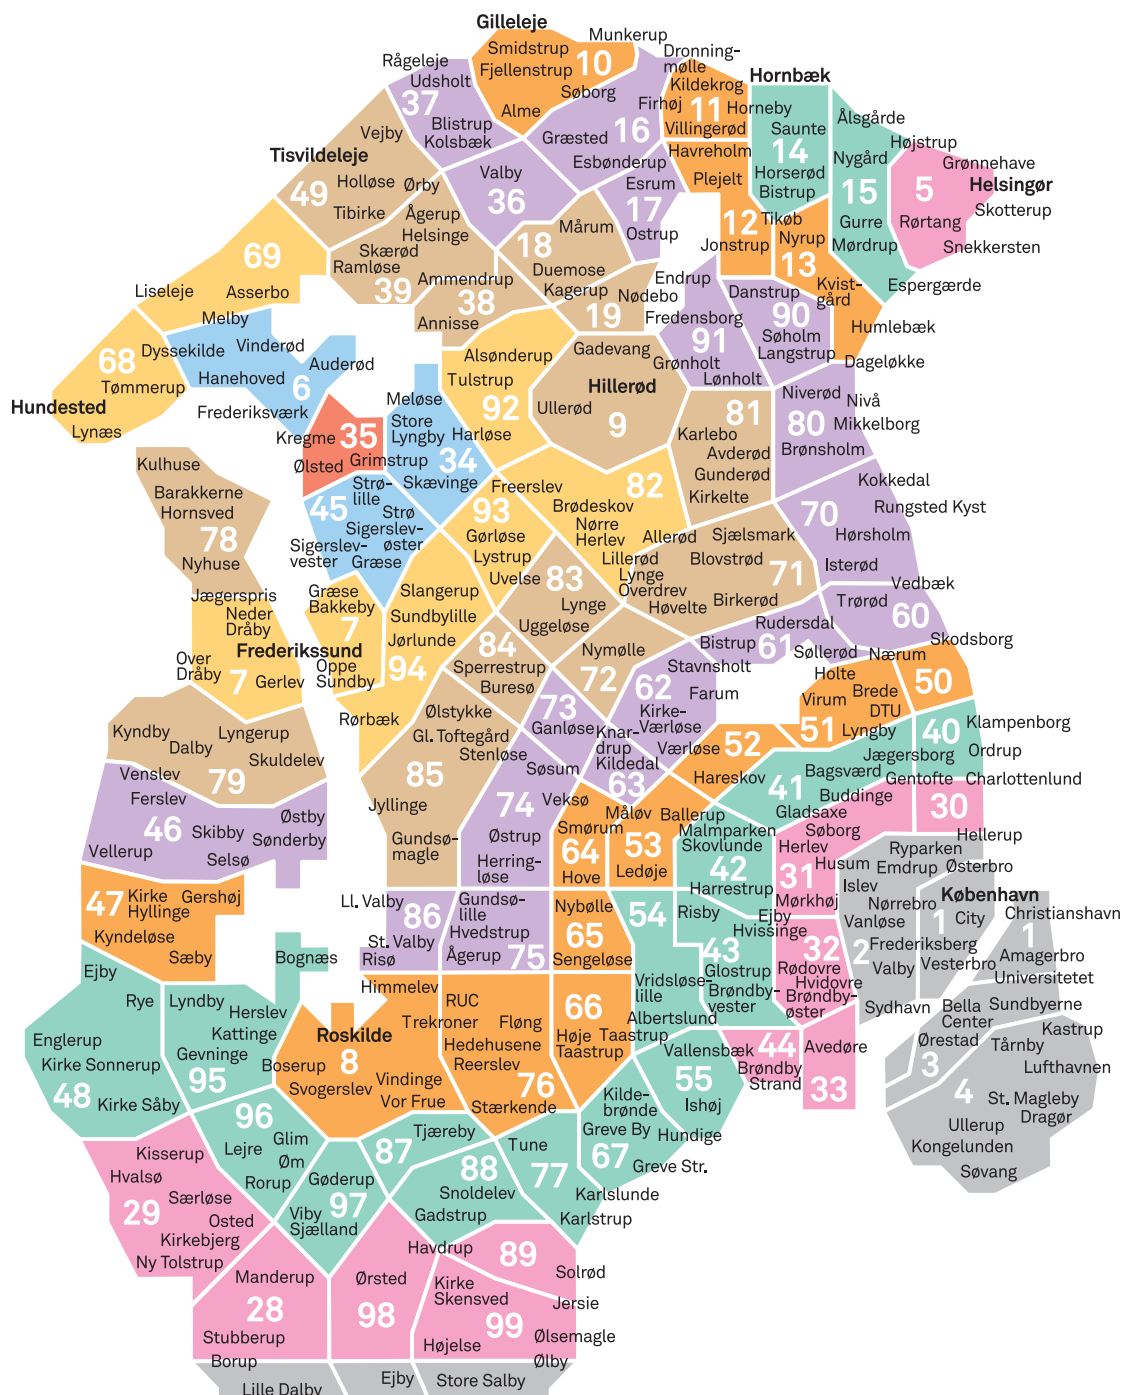 Gilleleje
Munkerup
Smidstrup
10
Dronning-
mølle
Rågeleje
Fjellenstrup
Hornbæk
Udsholt
Kildekrog
37
Søborg
Firhøj
11
Horneby
Alme
Ålsgårde
Blistrup
Kolsbæk
16
Villingerød
Saunte
Vejby
Græsted
14
Højstrup
Tisvildeleje
Havreholm
Nygård
Esbønderup
Grønnehave
Holløse
Ørby
Valby
Plejelt
Horserød
Bistrup
15
5
Helsingør
49
36
Esrum
17
Tibirke
Ågerup
Helsinge
18
Mårum
12
Tikøb
Gurre
Rørtang
Skotterup
Skærød
Ostrup
Jonstrup
Nyrup
Mørdrup
Snekkersten
69
Ramløse
39
Ammendrup
Duemose
13
Kvist-
gård
Liseleje
Asserbo
38
Kagerup
Endrup
Danstrup
Espergærde
Nødebo
90
Melby
Annisse
19
Fredensborg
Humlebæk
68
Dyssekilde
Vinderød
Alsønderup
Gadevang
91
Søholm
Langstrup
Auderød
Grønholt
Dageløkke
Hanehoved
6
Tulstrup
Hillerød
Lønholt
Tømmerup
92
Niverød
Hundested
Frederiksværk
Meløse
Ullerød
9
81
Nivå
Lynæs
Store
Lyngby
Harløse
80
Mikkelborg
Kregme
35
Karlebo
Avderød
Brønsholm
Kulhuse
Ølsted
Grimstrup
34
Gunderød
Kokkedal
Skævinge
Freerslev
82
Barakkerne
Strø-
lille
Kirkelte
Hornsved
45
93
Brødeskov
70
Rungsted Kyst
78
Strø
Sigerslev-
øster
Nørre
Herlev
Sjælsmark
Hørsholm
Sigerslev-
vester
Gørløse
Allerød
Nyhuse
Græse
Lystrup
Lillerød
Blovstrød
Isterød
Jægerspris
Græse
Bakkeby
Slangerup
Uvelse
83
Lynge
Overdrev
71
Vedbæk
Neder
Dråby
Sundbylille
Lynge
Høvelte
Birkerød
Trørød
60
7
Uggeløse
Rudersdal
Frederikssund
Jørlunde
84
Bistrup
61
Skodsborg
Over
Dråby
Oppe
Sundby
94
Sperrestrup
Nymølle
Stavnsholt
Søllerød
Nærum
7
Gerlev
Buresø
72
Holte
50
62
Farum
Virum
Brede
Kyndby
Rørbæk
Ølstykke
73
Kirke-
Værløse
DTU
Lyngerup
Gl. Toftegård
Ganløse
Knar-
drup
51
Lyngby
40
Klampenborg
Dalby
Stenløse
Værløse
52
Skuldelev
Søsum
Kildedal
Jægersborg
Ordrup
Venslev
79
85
Hareskov
Bagsværd
63
41
Gentofte
Charlottenlund
Ferslev
Jyllinge
74
Veksø
Buddinge
Østby
Måløv
Ballerup
Gladsaxe
30
46
Skibby
Smørum
Malmparken
Søborg
Sønderby
Østrup
Skovlunde
Hellerup
Vellerup
Gundsø-
magle
64
53
Herlev
Ryparken
Selsø
Herring-
løse
42
Husum
Emdrup
Østerbro
Hove
Ledøje
31
47
Kirke
Hyllinge
Gershøj
Harrestrup
Islev
København
Ll. Valby
Gundsø-
lille
Nybølle
Mørkhøj
Nørrebro
86
54
Risby
Ejby
1
City
Christianshavn
Kyndeløse
65
Hvissinge
Vanløse
1
St. Valby
Hvedstrup
43
32
2
Frederiksberg
Sæby
Bognæs
Risø
Ågerup
75
Sengeløse
Amagerbro
Ejby
Glostrup
Rødovre
Valby
Vesterbro
Himmelev
Vridsløse-
lille
Hvidovre
Universitetet
Rye
Lyndby
Brøndby-
vester
Brøndby-
øster
Herslev
RUC
66
Sydhavn
Bella
Center
Sundbyerne
Kattinge
Trekroner
Fløng
Albertslund
Englerup
Roskilde
Høje
Taastrup
Taastrup
Ørestad
Kastrup
Hedehusene
Avedøre
Tårnby
Gevninge
8
Vallensbæk
44
Kirke Sonnerup
Boserup
Reerslev
3
Lufthavnen
95
Vindinge
55
Brøndby
Strand
33
4
48
Svogerslev
76
Kilde-
brønde
St. Magleby
Kirke Såby
96
Vor Frue
Stærkende
Ishøj
Dragør
Greve By
Ullerup
Glim
Tjæreby
Hundige
Kongelunden
Kisserup
Lejre
87
Tune
67
Øm
Greve Str.
Søvang
Hvalsø
Rorup
Gøderup
88
77
Særløse
97
Snoldelev
Karlslunde
29
Osted
Viby
Sjælland
Gadstrup
Karlstrup
Kirkebjerg
Ny Tolstrup
Havdrup
89
Manderup
Ørsted
Solrød
Kirke
Skensved
28
98
99
Jersie
Stubberup
Højelse
Ølsemagle
Borup
Ølby
Ejby
Store Salby
Lille Dalby